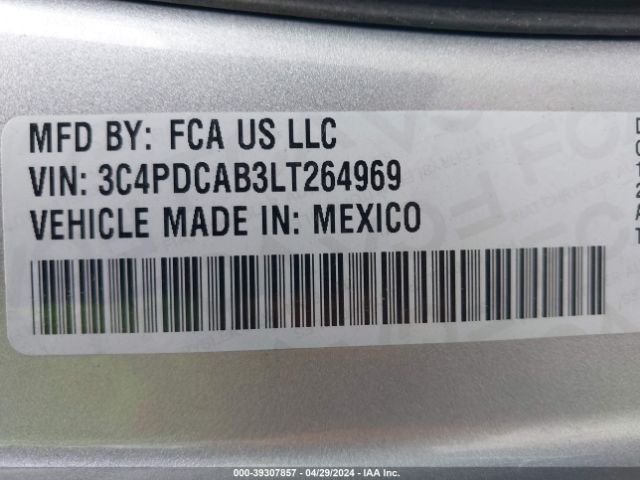 MFD BY: FCA US LLC
VIN: 3C4PDCAB3LT264969
VEHICLE MADE IN: MEXICO
000-39307857 - 04/29/2024 - IAA Inc.